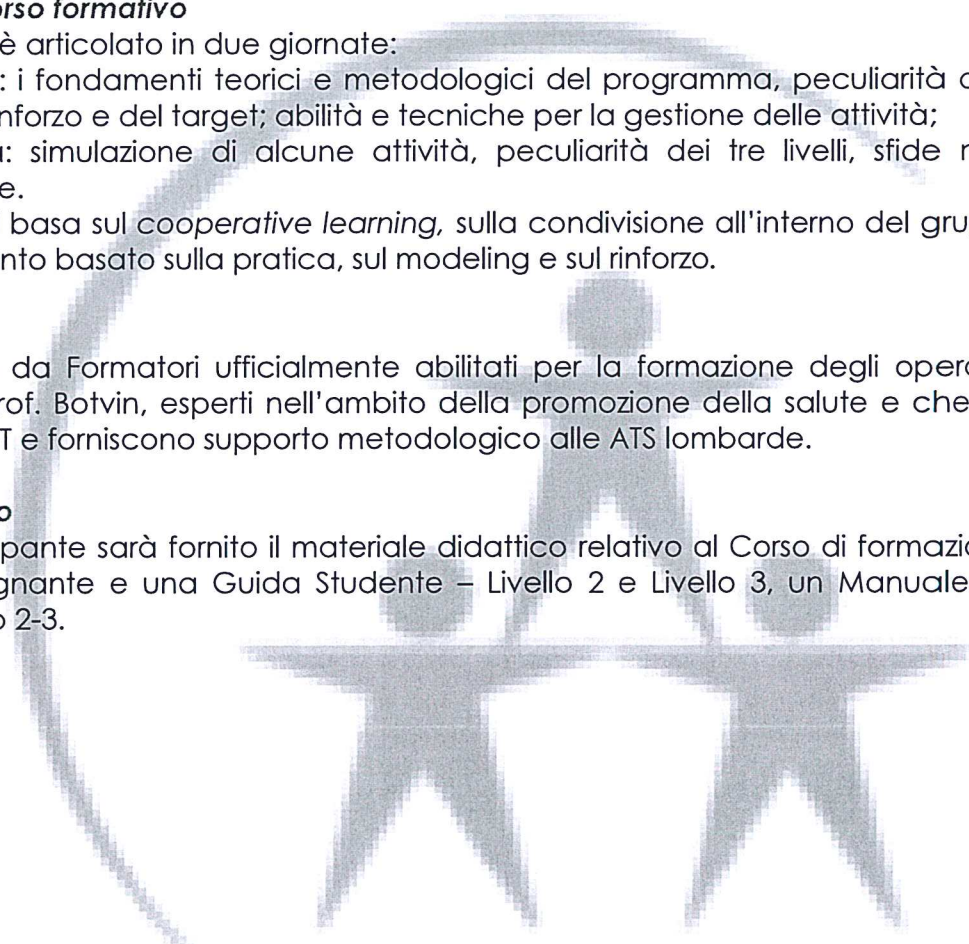 orso formativo
è articolato in due giornate:
: i fondamenti teorici e metodologici del programma, peculiarità
nforzo e del target; abilità e tecniche per la gestione delle attività;
: simulazione di alcune attività, peculiarità dei tre livelli, sfide
e.
basa sul cooperative learning, sulla condivisione all'interno del gru
nto basato sulla pratica, sul modeling e sul rinforzo.
da Formatori ufficialmente abilitati per la formazione degli oper
rof. Botvin, esperti nell'ambito della promozione della salute e che
T e forniscono supporto metodologico alle ATS lombarde.
o
pante sarà fornito il materiale didattico relativo al Corso di formazi
gnante e una Guida Studente – Livello 2 e Livello 3, un Manuale
o 2-3.